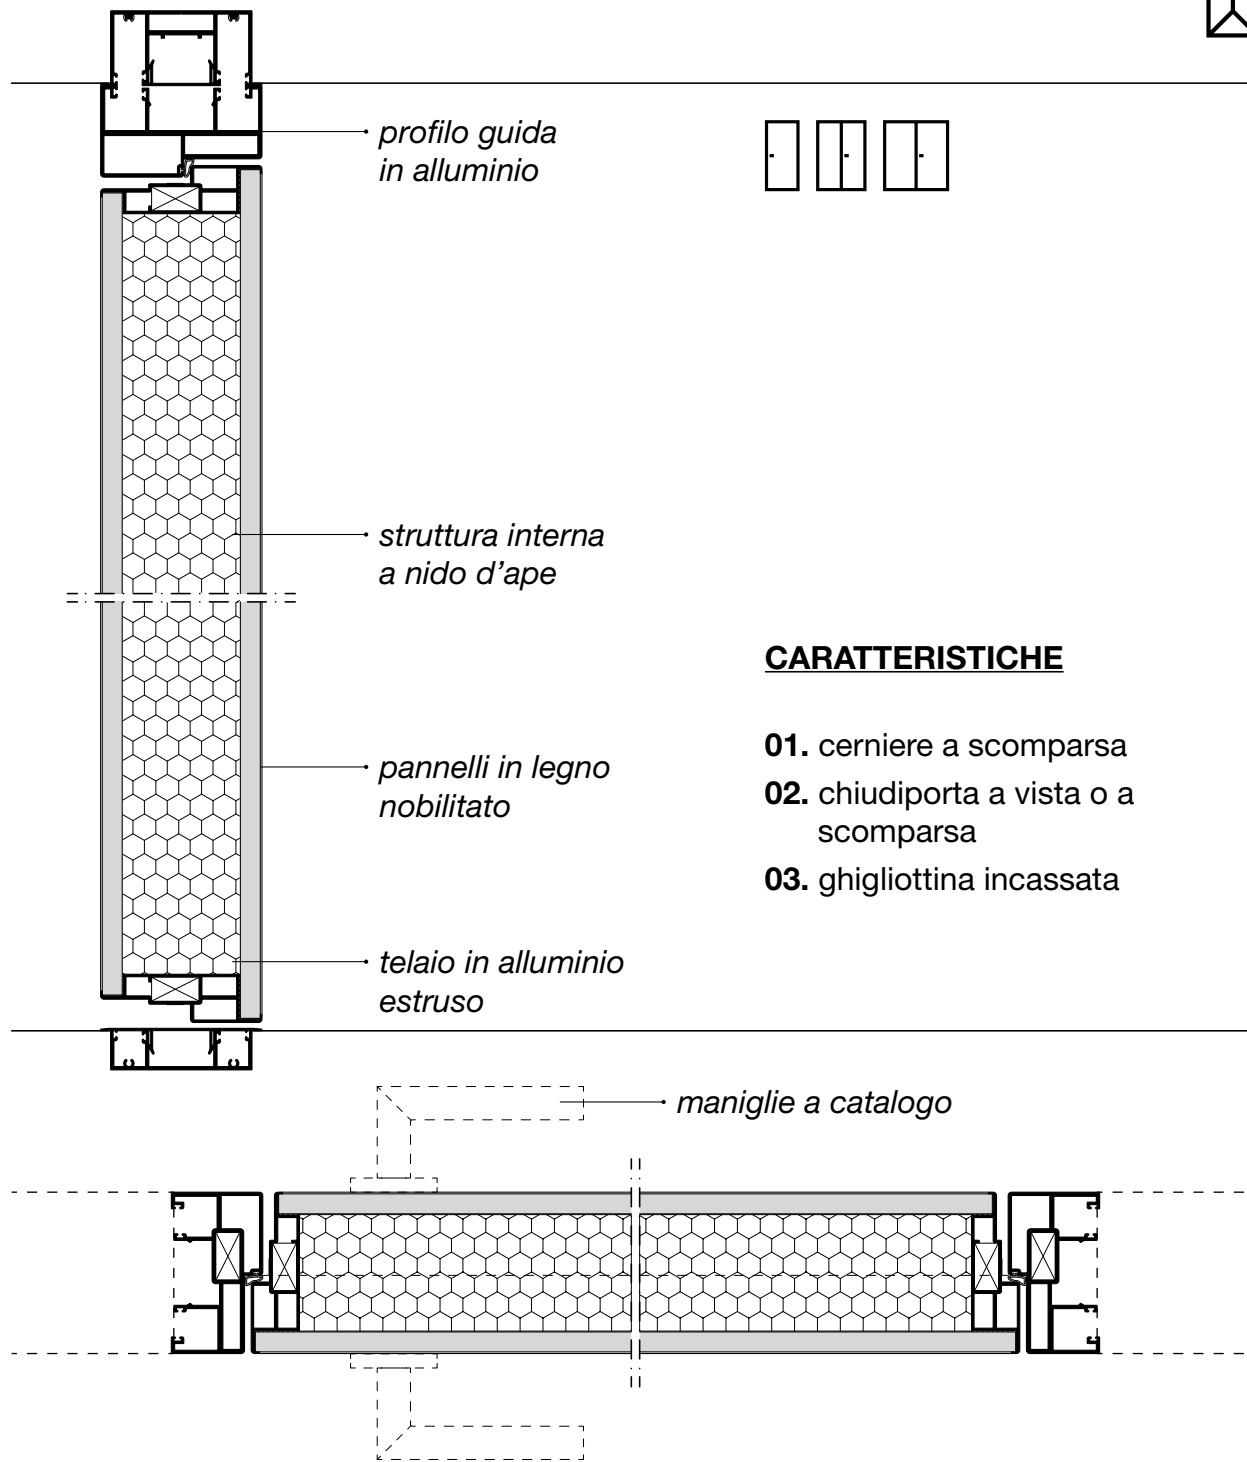 profilo guida
in alluminio
struttura interna
a nido d’ape
CARATTERISTICHE
01. cerniere a scomparsa
02. chiudiporta a vista o a
scomparsa
03. ghigliottina incassata
pannelli in legno
nobilitato
telaio in alluminio
estruso
maniglie a catalogo